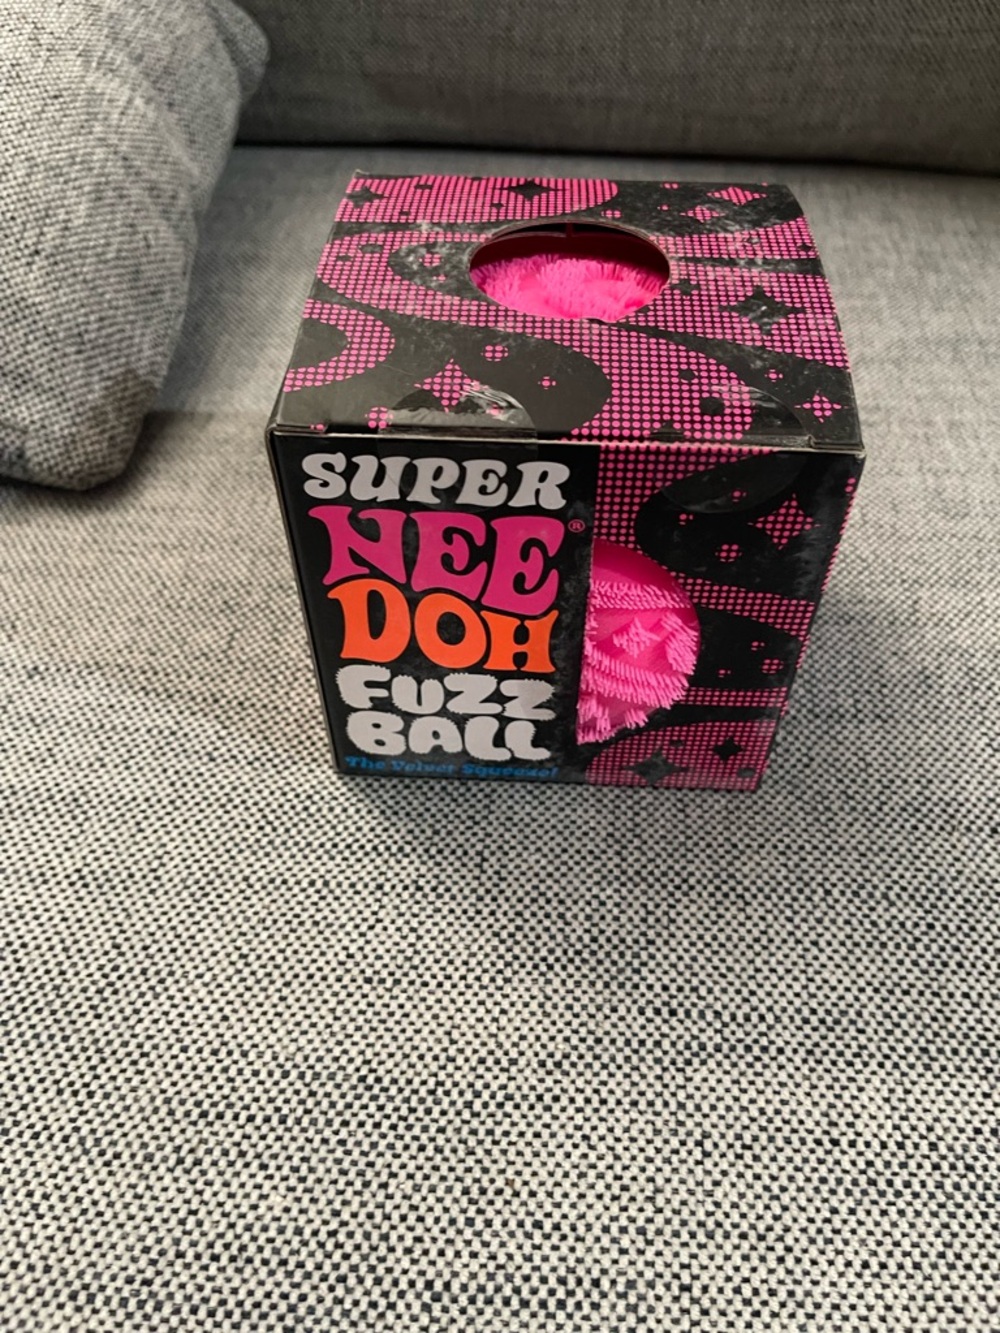 SUPER
NEE®
DOH
FUZZ
BALL
The Velvet Squeeze!